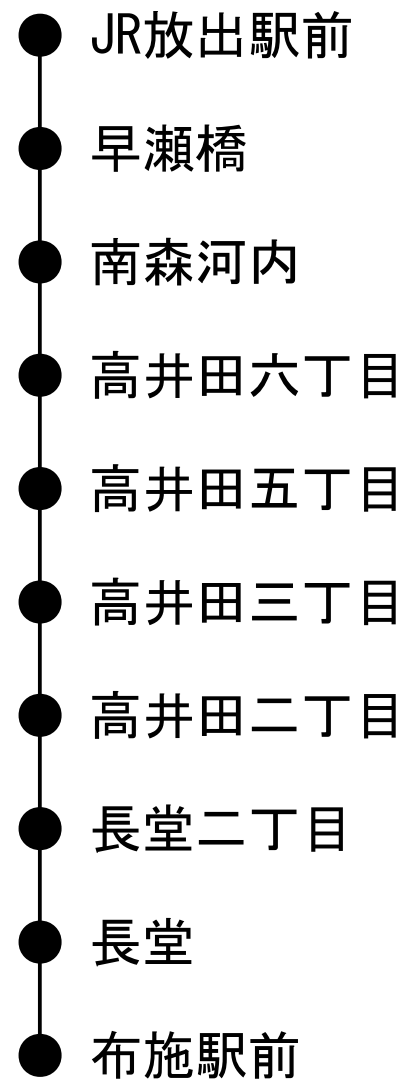 JR放出駅前
早瀬橋
南森河内
高井田六丁目
高井田五丁目
高井田三丁目
高井田二丁目
長堂二丁目
長堂
布施駅前